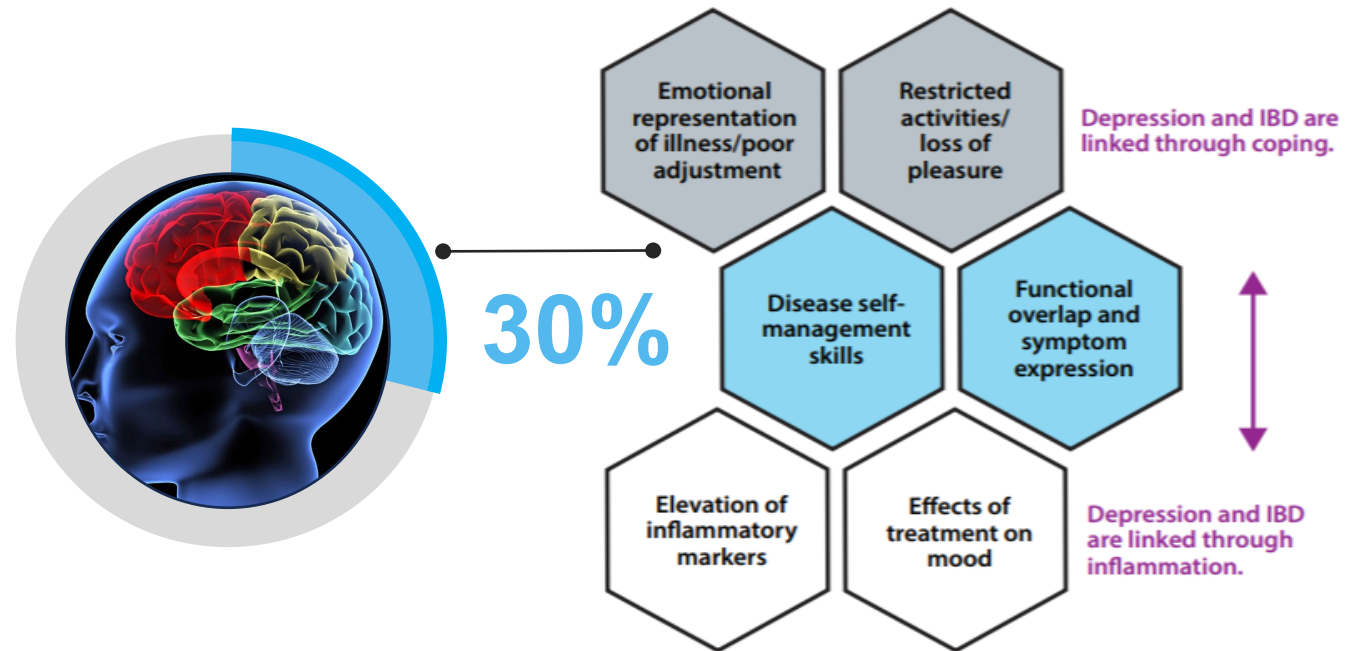 30%
Emotional
representation
of illness/poor
adjustment
Restricted
activities/
loss of
pleasure
Depression and IBD are
linked through coping.
Disease self-
management
skills
Functional
overlap and
symptom
expression
Elevation of
inflammatory
markers
Effects of
treatment on
mood
Depression and IBD
are linked through
inflammation.